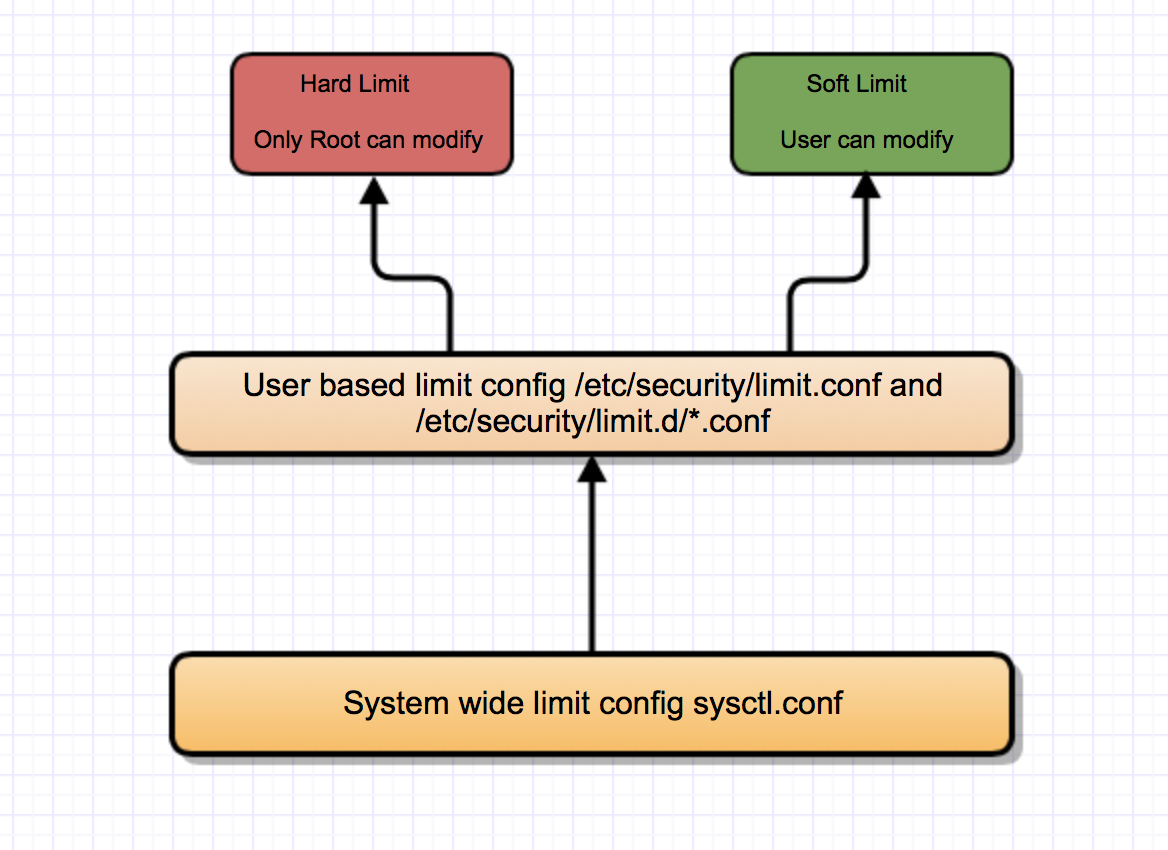 Hard Limit
Only Root can modify
Soft Limit
User can modify
User based limit config /etc/security/limit.conf and
/etc/security/limit.d/*.conf
System wide limit config sysctl.conf